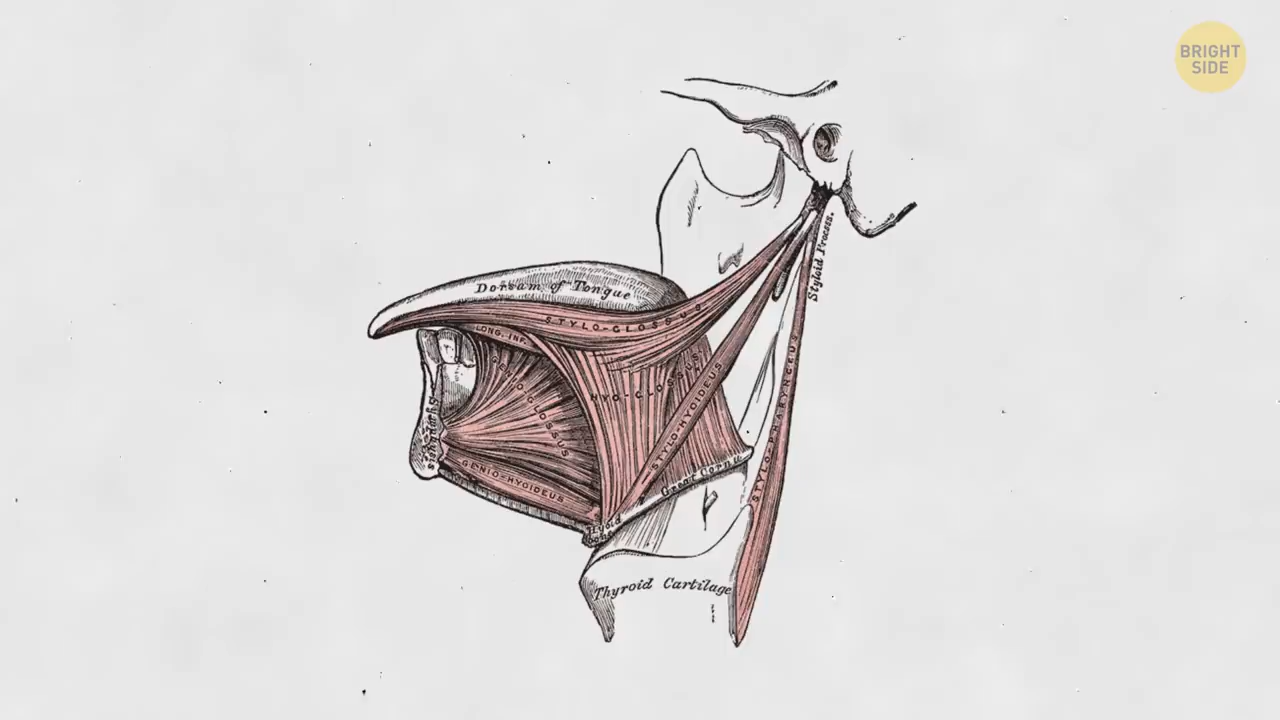 BRIGHT
SIDE
Styloid Process.
Dorsum of Tongue
STYLO-GLOSSUS
LONG. INF.
GENIO-GLOSSUS
HYO-GLOSSUS
STYLO-HYOIDEUS
STYLO-PHARYNGEUS
Symphysis
GENIO-HYOIDEUS
Great Cornu
Hyoid
Thyroid Cartilage